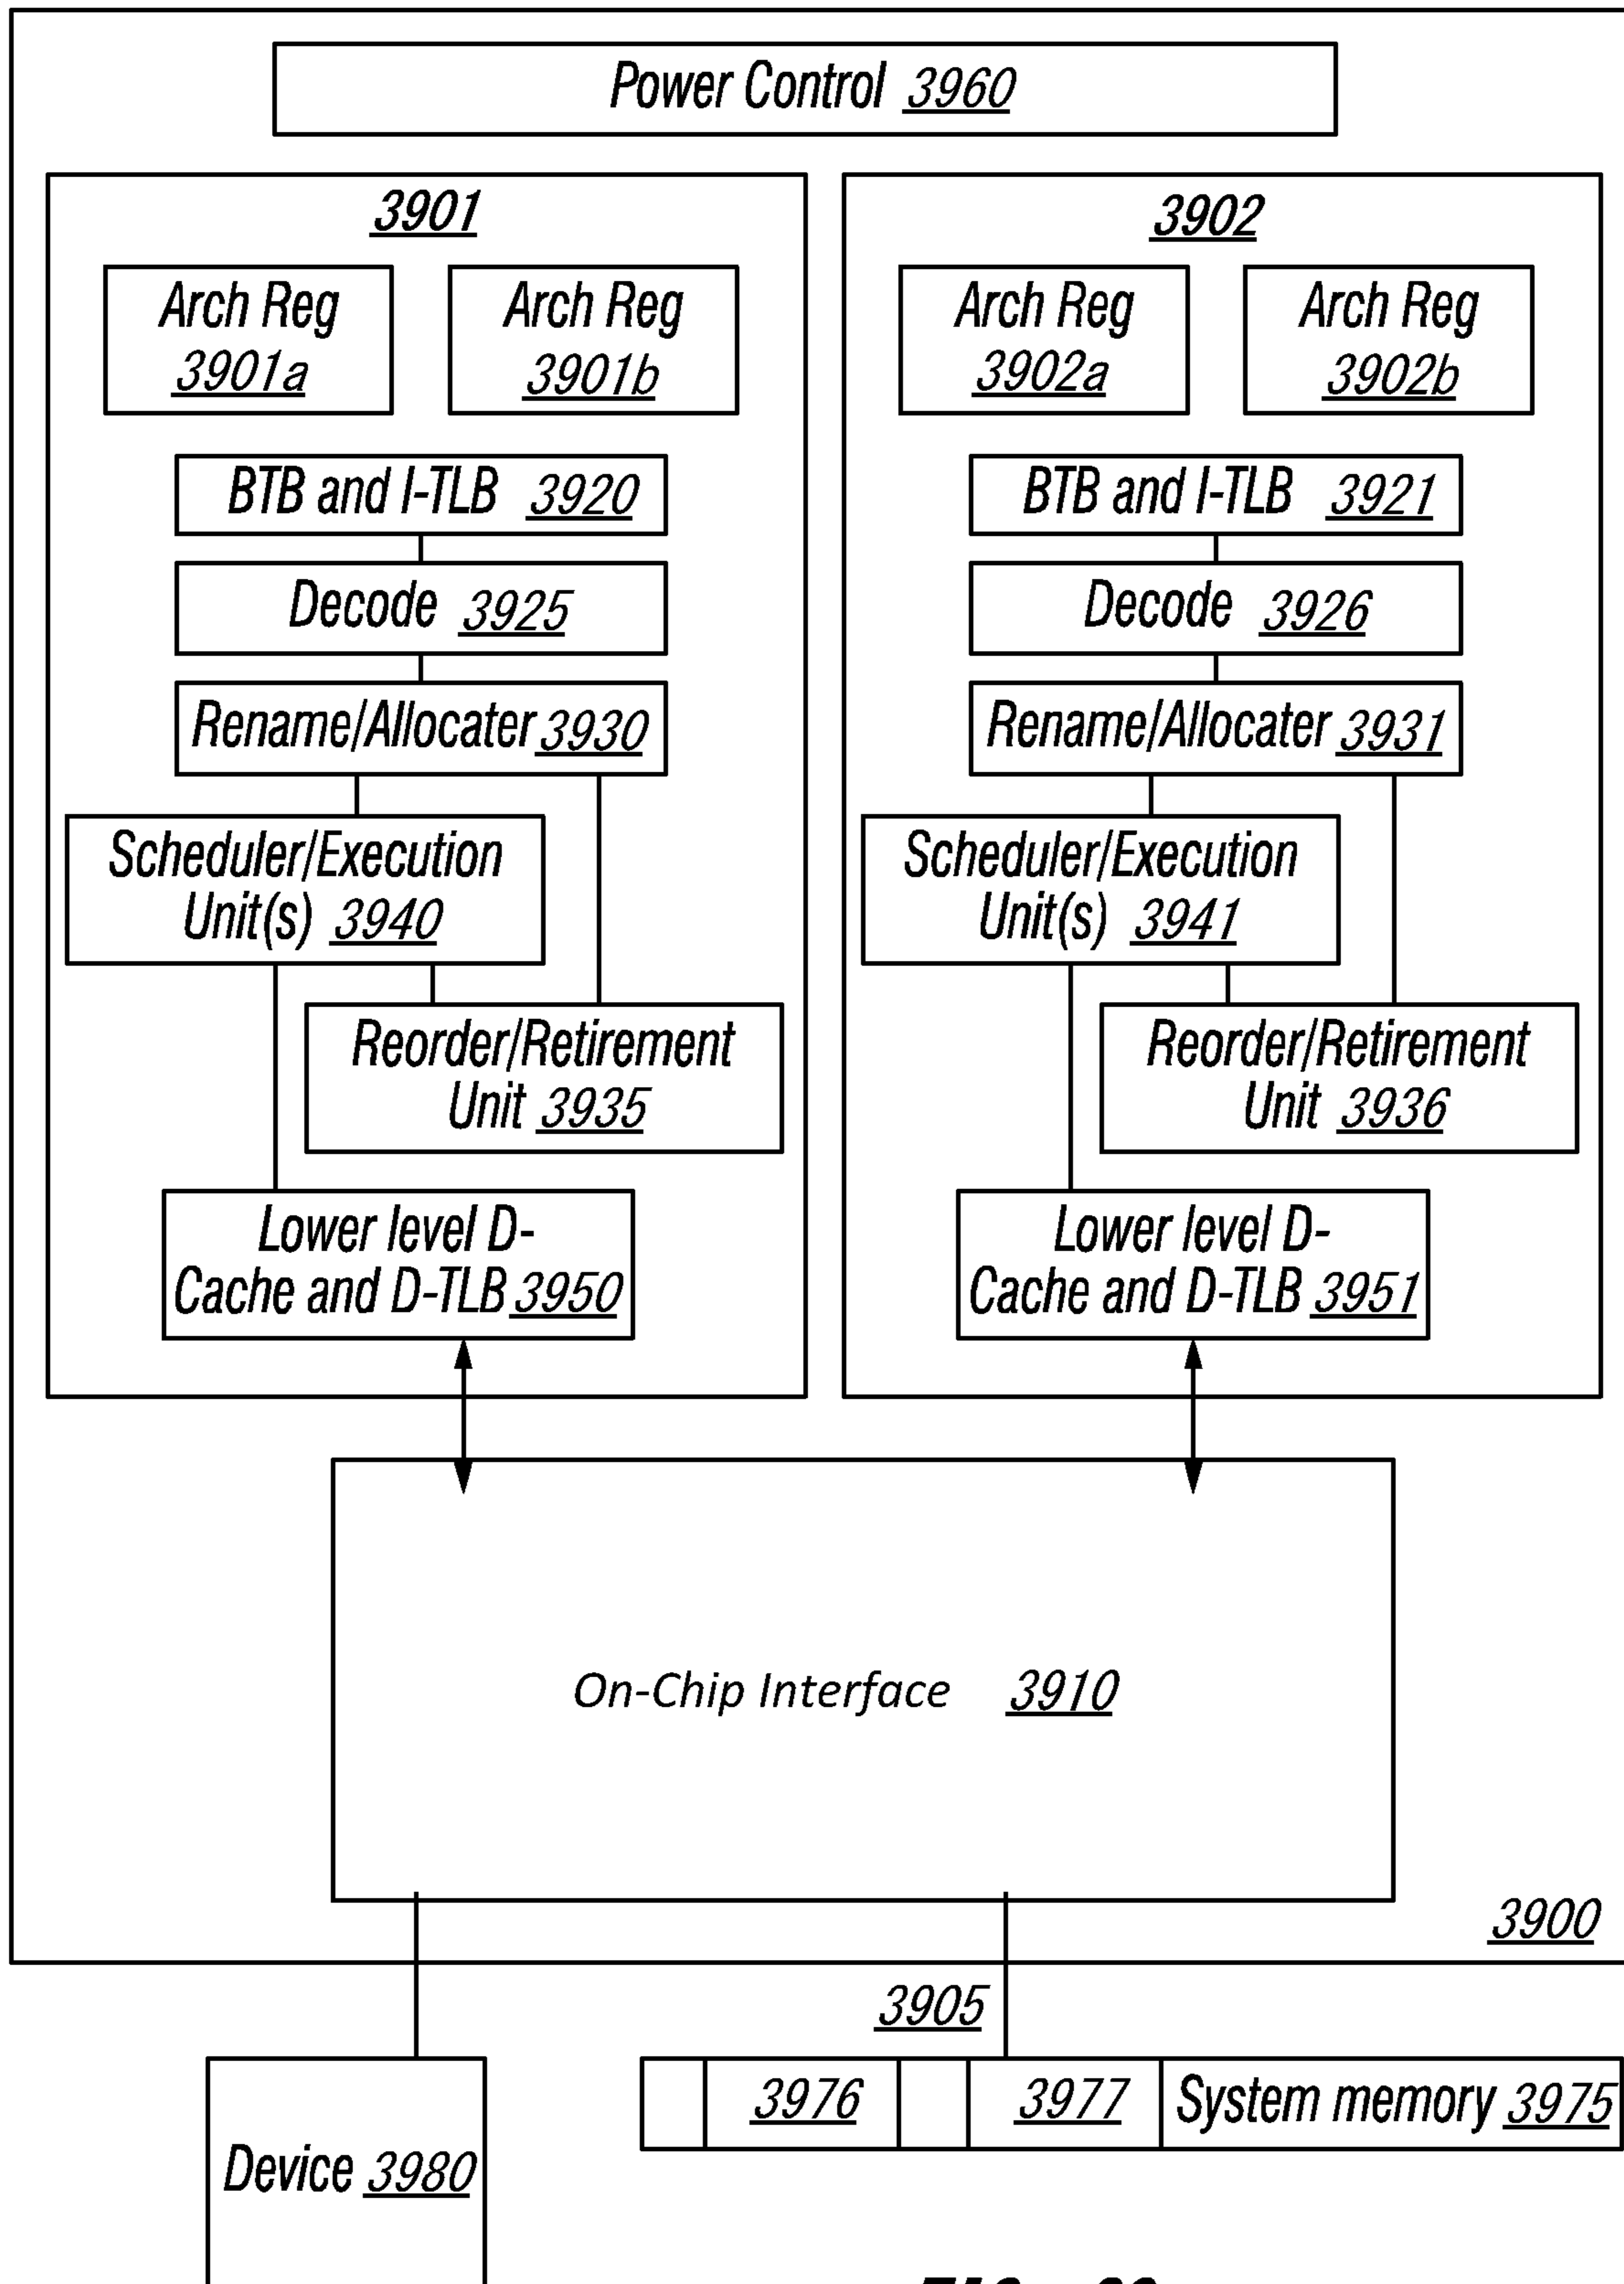 Power Control 3960
3901
Arch Reg
3901a
Arch Reg
3901b
BTB and I-TLB 3920
Decode 3925
Rename/Allocater 3930
Scheduler/Execution
Unit(s) 3940
Reorder/Retirement
Unit 3935
Lower level D-
Cache and D-TLB 3950
3902
Arch Reg
3902a
Arch Reg
3902b
BTB and I-TLB 3921
Decode 3926
Rename/Allocater 3931
Scheduler/Execution
Unit(s) 3941
Reorder/Retirement
Unit 3936
Lower level D-
Cache and D-TLB 3951
On-Chip Interface 3910
3900
3905
3976
3977
System memory 3975
Device 3980